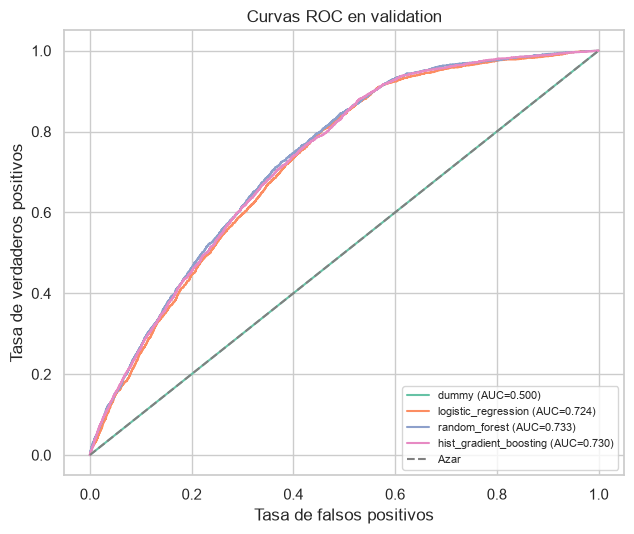 Curvas ROC en validation
Tasa de verdaderos positivos
1.0
0.8
0.6
0.4
0.2
0.0
dummy (AUC=0.500)
logistic_regression (AUC=0.724)
random_forest (AUC=0.733)
hist_gradient_boosting (AUC=0.730)
Azar
0.0 0.2 0.4 0.6 0.8 1.0
Tasa de falsos positivos